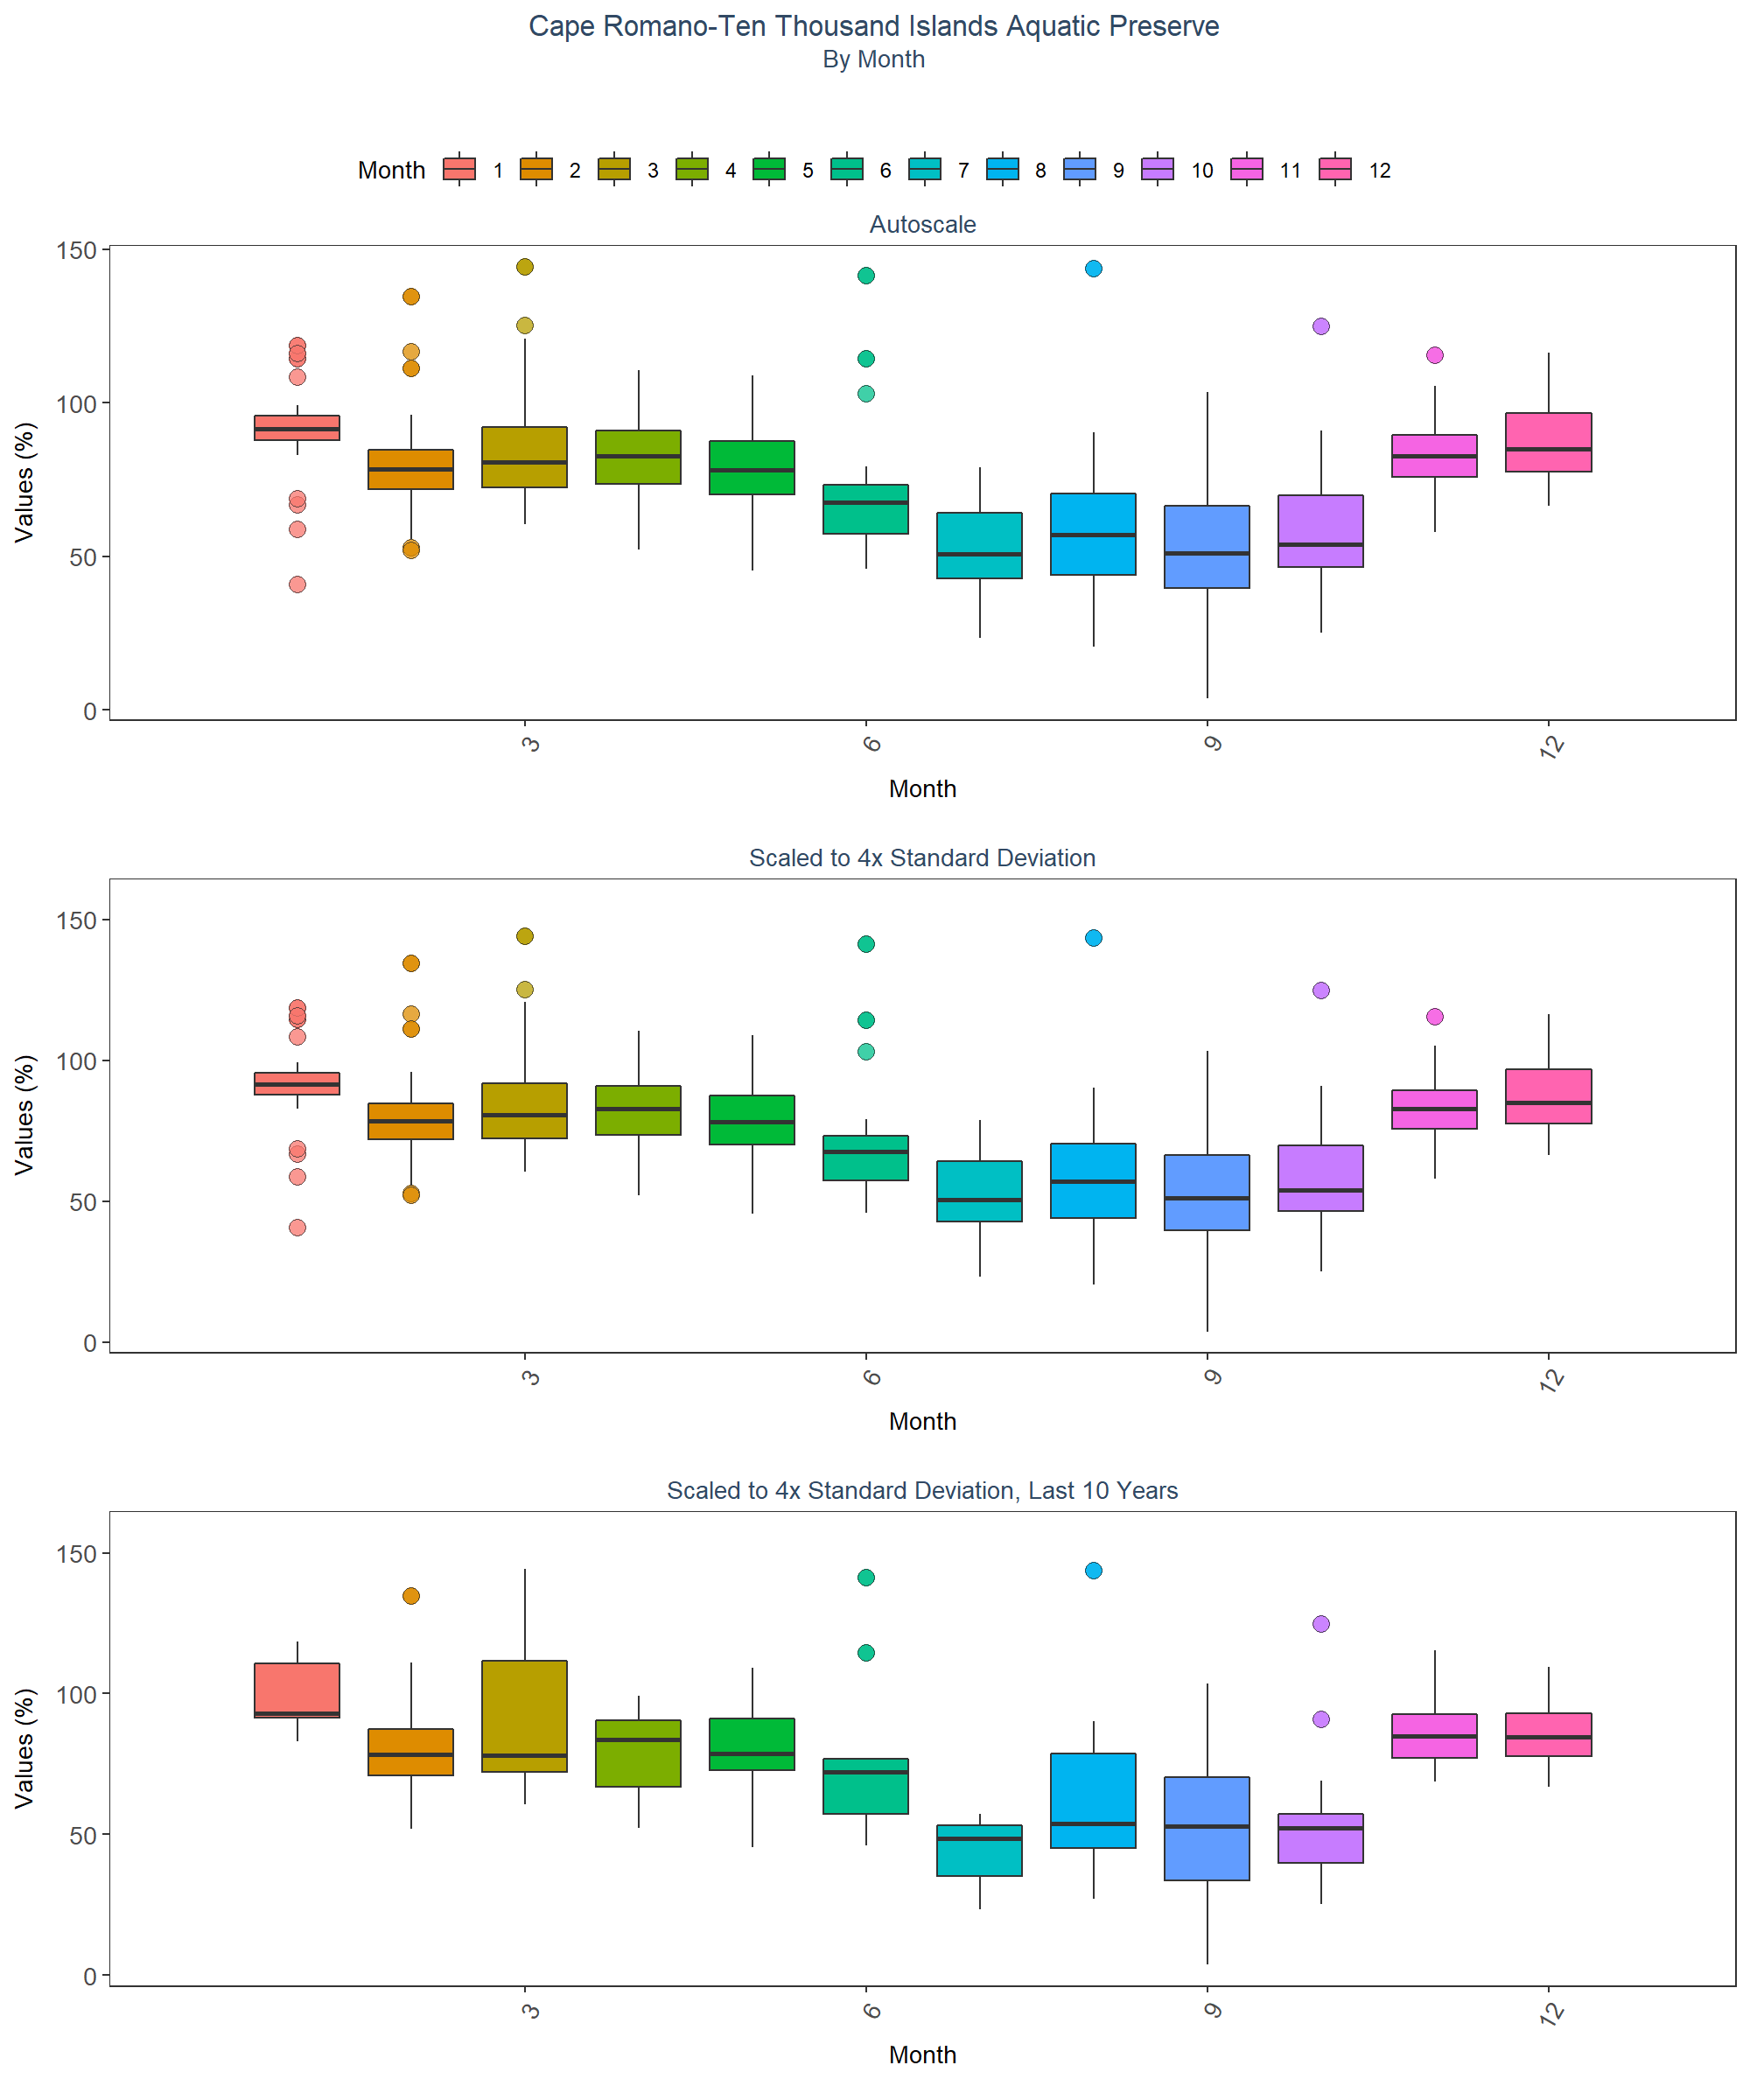 Cape Romano-Ten Thousand Islands Aquatic Preserve
By Month
Month 1 2 3 4 5 6 7 8 9 10 11 12
Autoscale
Values (%)
150
100
50
0
3 6 9 12
Month
Scaled to 4x Standard Deviation
Values (%)
150
100
50
0
3 6 9 12
Month
Scaled to 4x Standard Deviation, Last 10 Years
Values (%)
150
100
50
0
3 6 9 12
Month